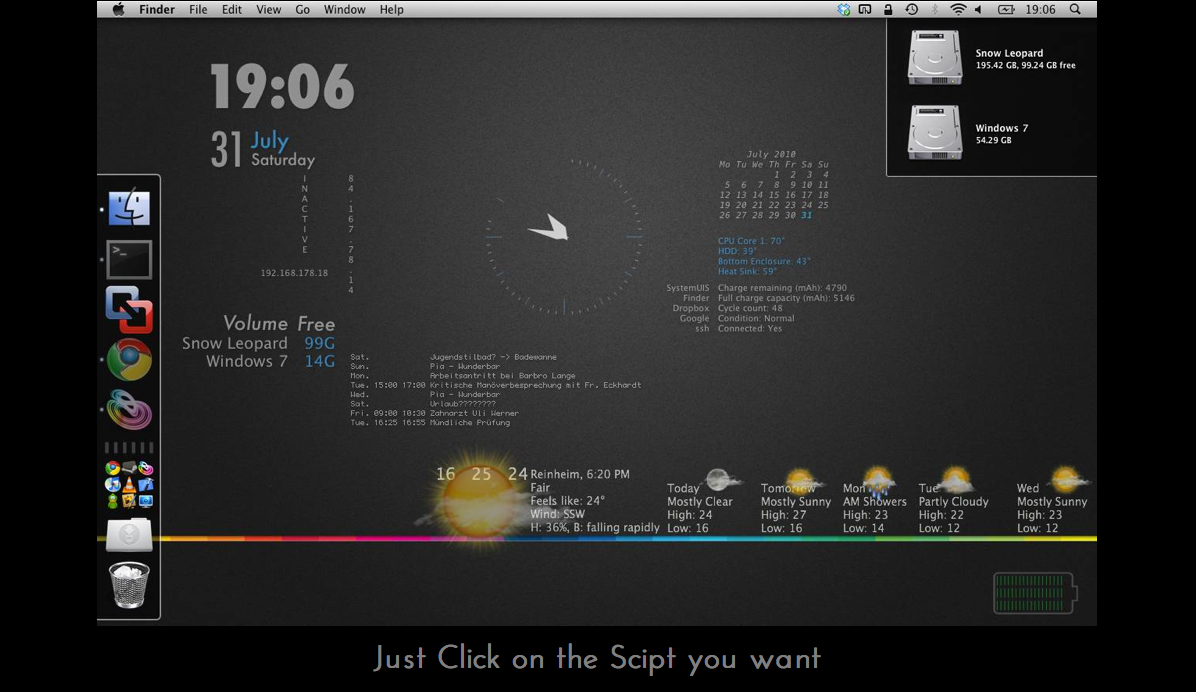 Finder File Edit View Go Window Help
19:06
Snow Leopard
195.42 GB, 99.24 GB free
Windows 7
54.29 GB
19:06
31 July
Saturday
INACTIVE
84.167.78.14
192.168.178.18
Volume Free
Snow Leopard 99G
Windows 7 14G
July 2010
Mo Tu We Th Fr Sa Su
1 2 3 4
5 6 7 8 9 10 11
12 13 14 15 16 17 18
19 20 21 22 23 24 25
26 27 28 29 30 31
CPU Core 1: 70°
HDD: 39°
Bottom Enclosure: 43°
Heat Sink: 59°
SystemUIS Charge remaining (mAh): 4790
Finder Full charge capacity (mAh): 5146
Dropbox Cycle count: 48
Google Condition: Normal
ssh Connected: Yes
Sat. Jugendstilbad? -> Bademanne
Sun. Pia - Wunderbar
Mon. Arbeitsantritt bei Barbro Lange
Tue. 15:00 17:00 Kritische Manöverbesprechung mit Fr. Eckhardt
Wed. Pia - Wunderbar
Sat. Urlaub????????
Fri. 09:00 10:30 Zahnarzt Uli Werner
Tue. 16:25 16:55 Mündliche Prüfung
16 25 24 Reinheim, 6:20 PM
Fair
Feels like: 24°
Wind: SSW
H: 36%, B: falling rapidly
Today
Mostly Clear
High: 24
Low: 16
Tomorrow
Mostly Sunny
High: 27
Low: 16
Mon
AM Showers
High: 23
Low: 14
Tue
Partly Cloudy
High: 22
Low: 12
Wed
Mostly Sunny
High: 23
Low: 12
Just Click on the Scipt you want